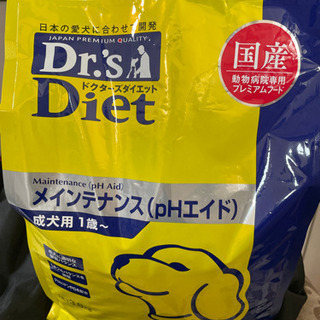 日本の愛犬に合わせて開発
JAPAN PREMIUM QUALITY.
Dr.'s
ドクターズダイエット
Diet
国産
動物病院専用
プレミアムフード
Maintenance (pH Aid)
メインテナンス(pHエイド)
成犬用 1歳～